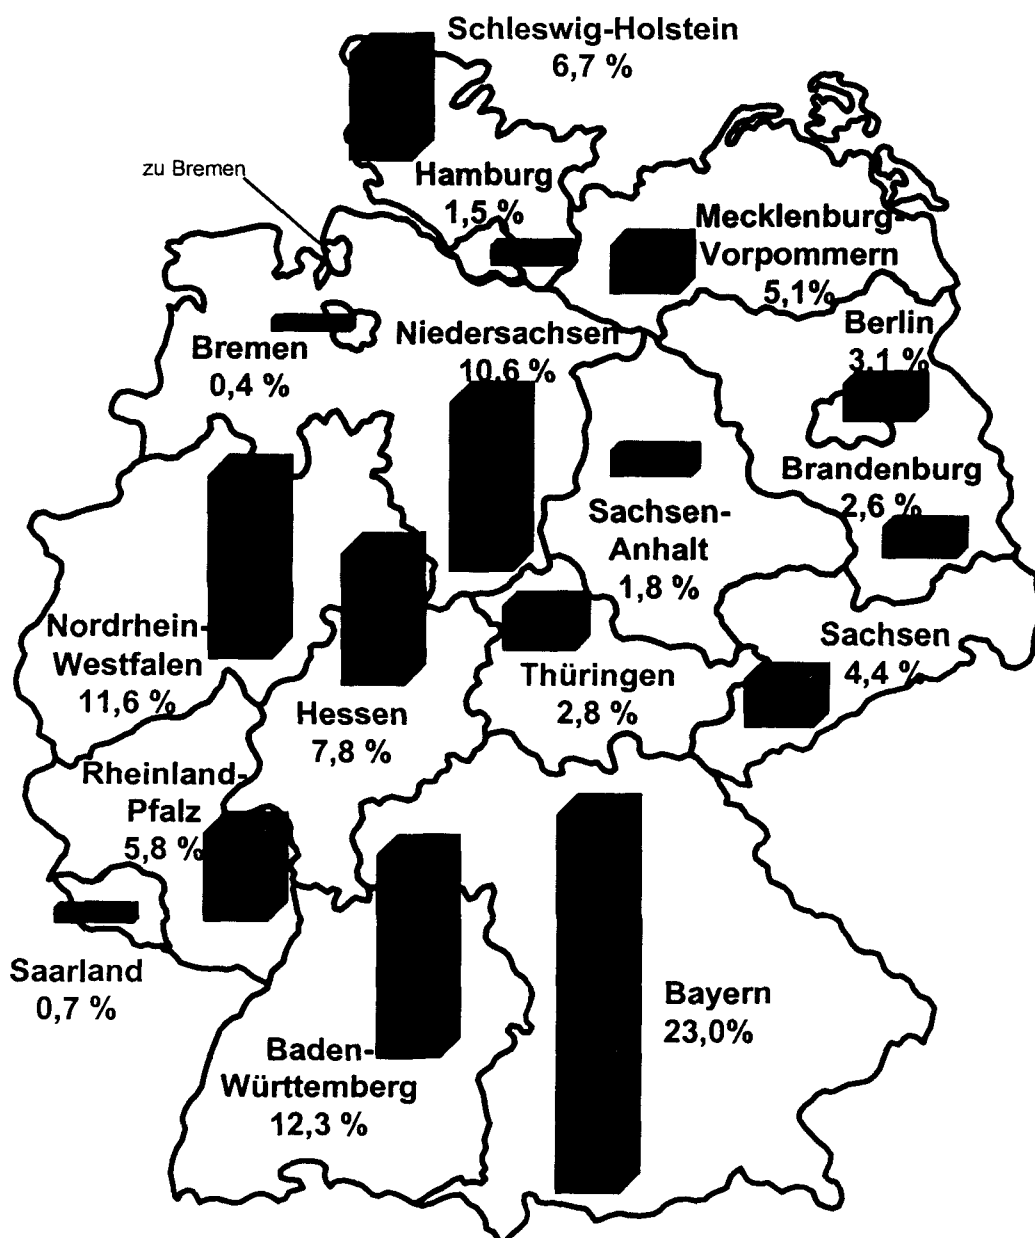 Schleswig-Holstein
6,7 %
zu Bremen
Hamburg
1,5 %
Mecklenburg-
Vorpommern
5,1%
Bremen
0,4 %
Niedersachsen
10,6 %
Berlin
3,1 %
Brandenburg
2,6 %
Sachsen-
Anhalt
1,8 %
Nordrhein-
Westfalen
11,6 %
Hessen
7,8 %
Thüringen
2,8 %
Sachsen
4,4 %
Rheinland-
Pfalz
5,8 %
Saarland
0,7 %
Baden-
Württemberg
12,3 %
Bayern
23,0%